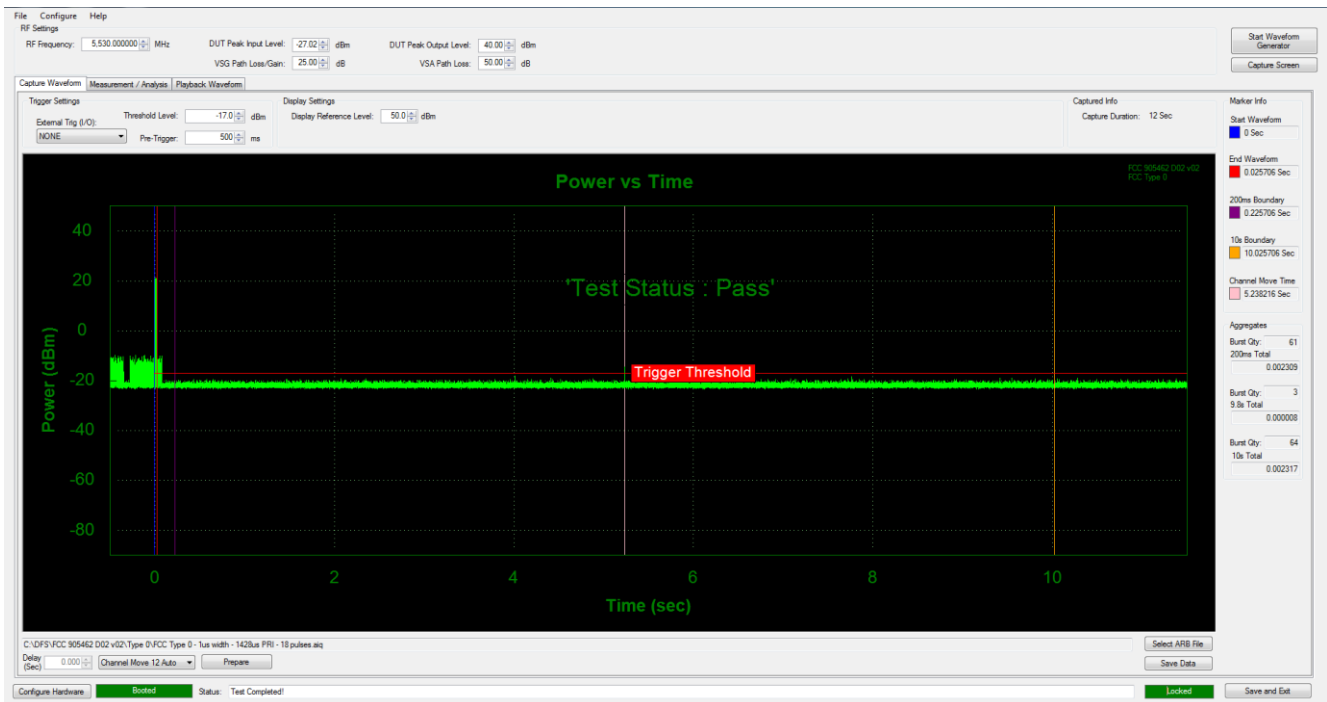 File Configure Help
RF Settings
RF Frequency: 5,530.000000 MHz DUT Peak Input Level: -27.02 dBm DUT Peak Output Level: 40.00 dBm
VSG Path Loss/Gain: 25.00 dB VSA Path Loss: 50.00 dB
Start Waveform Generator
Capture Screen
Capture Waveform Measurement / Analysis Playback Waveform
Trigger Settings
External Trig (I/O): Threshold Level: -17.0 dBm
NONE Pre-Trigger: 500 ms
Display Settings
Display Reference Level: 50.0 dBm
Captured Info
Capture Duration: 12 Sec
Marker Info
Start Waveform
0 Sec
End Waveform
0.025706 Sec
200ms Boundary
0.225706 Sec
10s Boundary
10.025706 Sec
Channel Move Time
5.238216 Sec
Aggregates
Burst Qty: 61
200ms Total
0.002309
Burst Qty: 3
9.8s Total
0.000008
Burst Qty: 64
10s Total
0.002317
Power vs Time
FCC 905462 D02 v02
FCC Type 0
'Test Status : Pass'
Trigger Threshold
Power (dBm)
40
20
0
-20
-40
-60
-80
0 2 4 6 8 10
Time (sec)
C:\DFS\FCC 905462 D02 v02\Type 0\FCC Type 0 - 1us width - 1428us PRI - 18 pulses.aiq
Select ARB File
Delay (Sec) 0.000 Channel Move 12 Auto Prepare
Save Data
Configure Hardware Booted Status: Test Completed! Locked Save and Exit